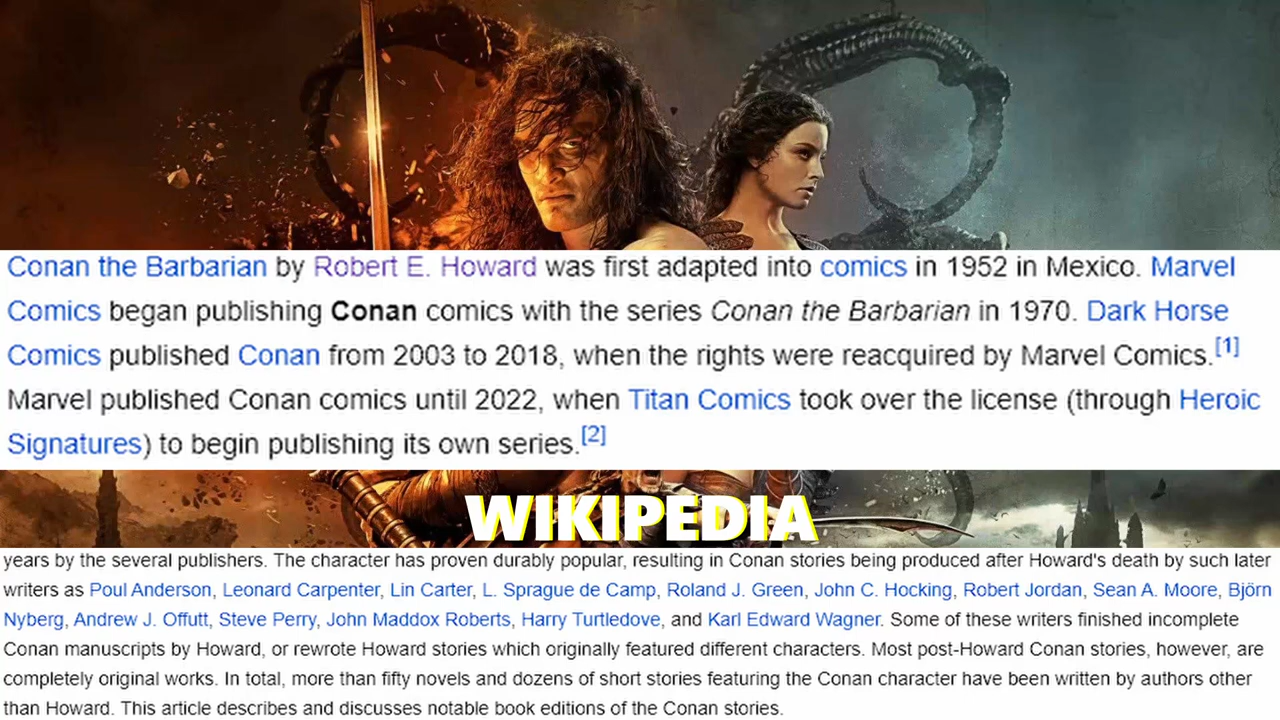 Conan the Barbarian by Robert E. Howard was first adapted into comics in 1952 in Mexico. Marvel
Comics began publishing Conan comics with the series Conan the Barbarian in 1970. Dark Horse
Comics published Conan from 2003 to 2018, when the rights were reacquired by Marvel Comics.[1]
Marvel published Conan comics until 2022, when Titan Comics took over the license (through Heroic
Signatures) to begin publishing its own series.[2]
WIKIPEDIA
years by the several publishers. The character has proven durably popular, resulting in Conan stories being produced after Howard's death by such later
writers as Poul Anderson, Leonard Carpenter, Lin Carter, L. Sprague de Camp, Roland J. Green, John C. Hocking, Robert Jordan, Sean A. Moore, Björn
Nyberg, Andrew J. Offutt, Steve Perry, John Maddox Roberts, Harry Turtledove, and Karl Edward Wagner. Some of these writers finished incomplete
Conan manuscripts by Howard, or rewrote Howard stories which originally featured different characters. Most post-Howard Conan stories, however, are
completely original works. In total, more than fifty novels and dozens of short stories featuring the Conan character have been written by authors other
than Howard. This article describes and discusses notable book editions of the Conan stories.